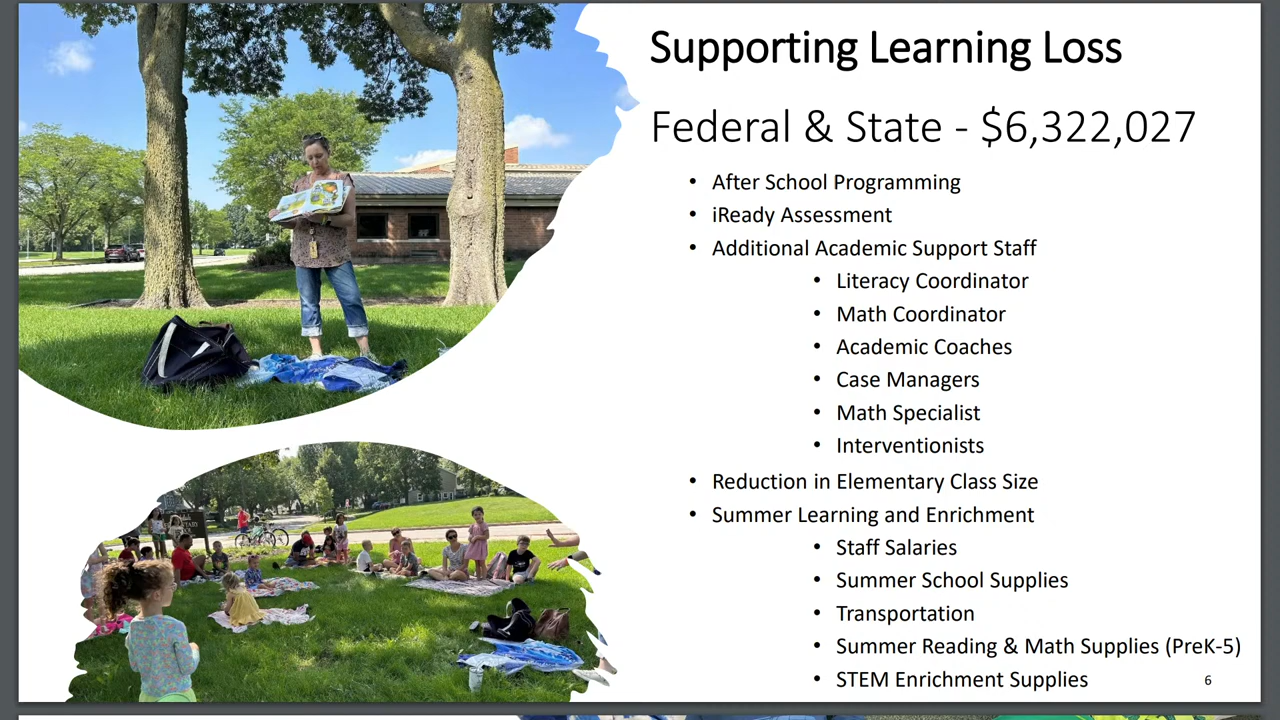 Supporting Learning Loss
Federal & State - $6,322,027
• After School Programming
• iReady Assessment
• Additional Academic Support Staff
• Literacy Coordinator
• Math Coordinator
• Academic Coaches
• Case Managers
• Math Specialist
• Interventionists
• Reduction in Elementary Class Size
• Summer Learning and Enrichment
• Staff Salaries
• Summer School Supplies
• Transportation
• Summer Reading & Math Supplies (PreK-5)
• STEM Enrichment Supplies
6